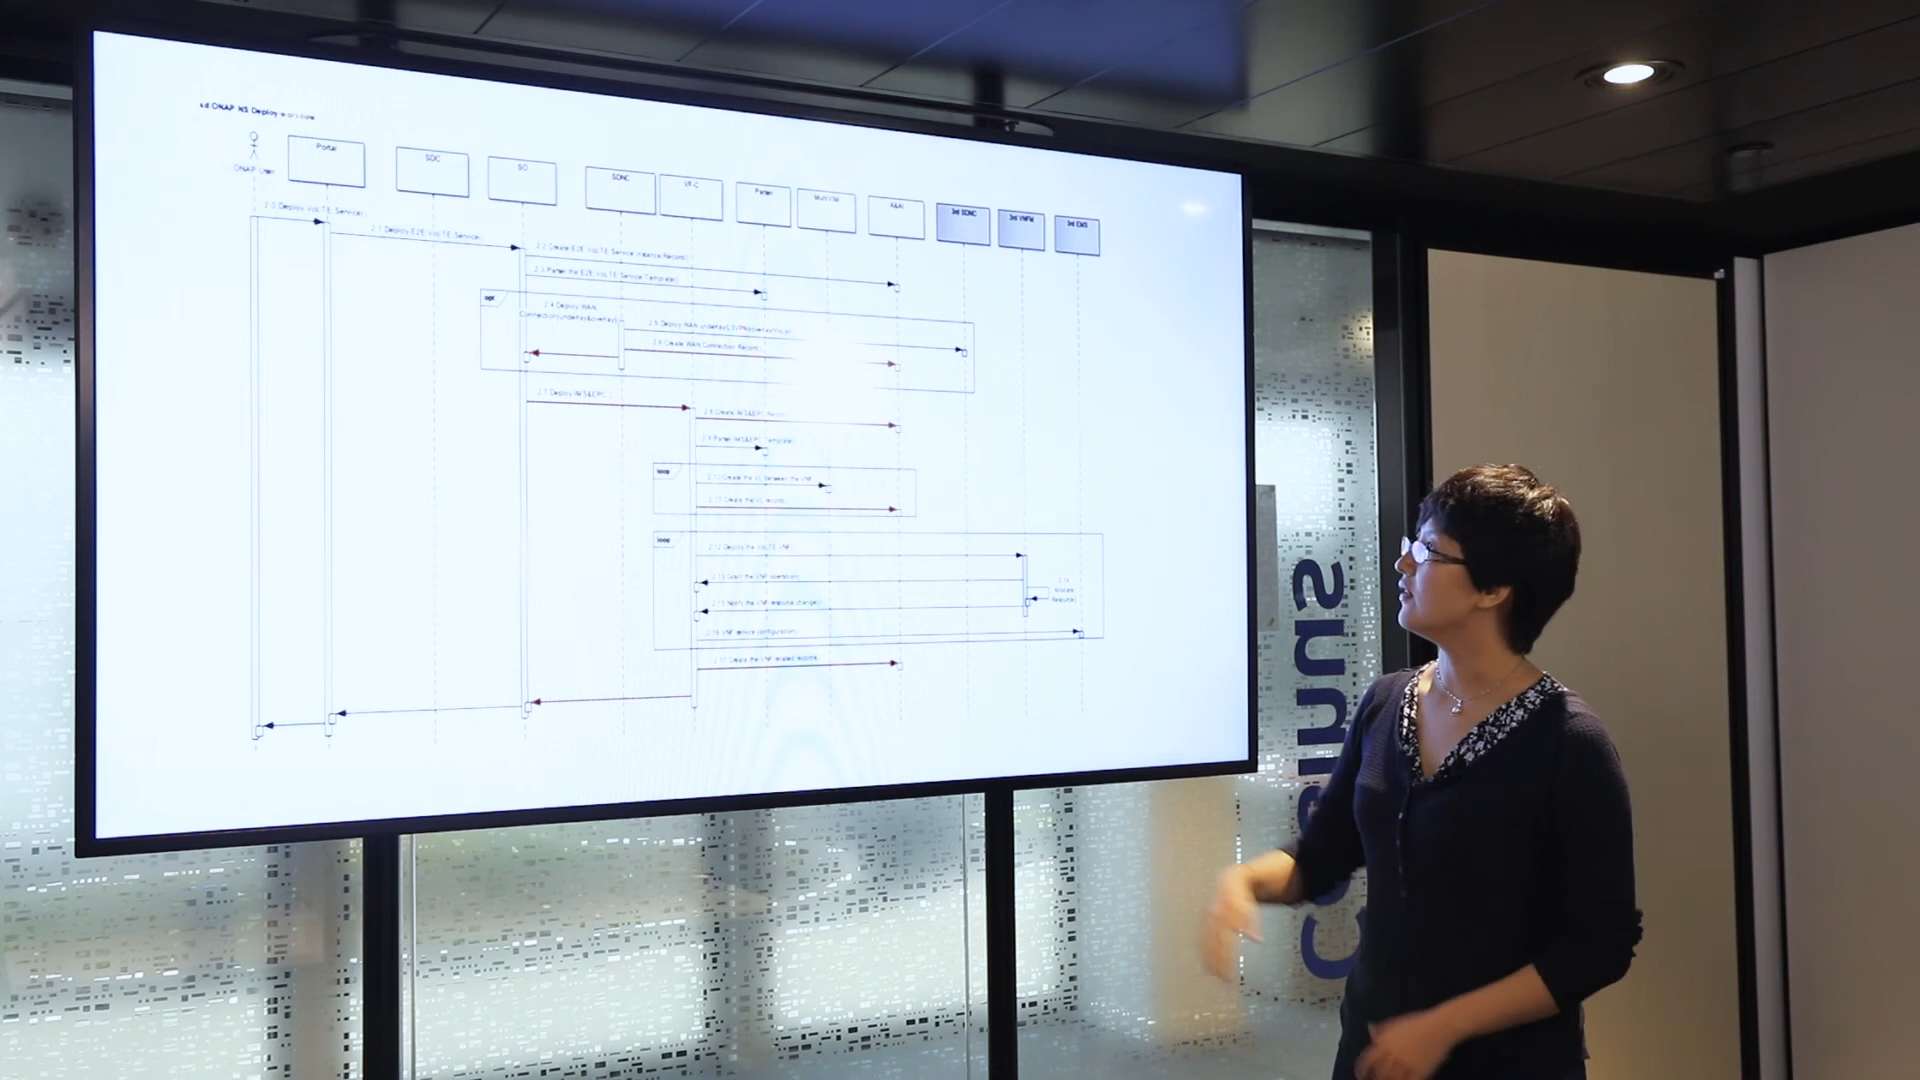 sd ONAP NS Deploy workflow
ONAP User
Portal
SDC
SO
SDNC
VF-C
Parser
MultiVIM
A&AI
3rd SDNC
3rd VNFM
3rd EMS
2.0 Deploy VoLTE Service()
2.1 Deploy E2E VoLTE Service()
2.2 Create E2E VoLTE Service Instance Record()
2.3 Parser the E2E VoLTE Service Template()
opt
2.4 Deploy WAN
Connection(underlay&overlay)
2.5 Deploy WAN underlay
2.6 Create WAN Connection Record()
2.7 Deploy IMS&EPC()
2.8 Create IMS&EPC Record
2.9 Parser IMS&EPC Template()
loop
2.10 Create the VL between the VNF
2.11 Create the VL record()
loop
2.12 Deploy the VoLTE VNF
2.13 Grant the VNF operation()
2.14
allocate
Resource()
2.15 Notify the VNF resource changes()
2.16 VNF service configuration()
2.17 Create the VNF related records()